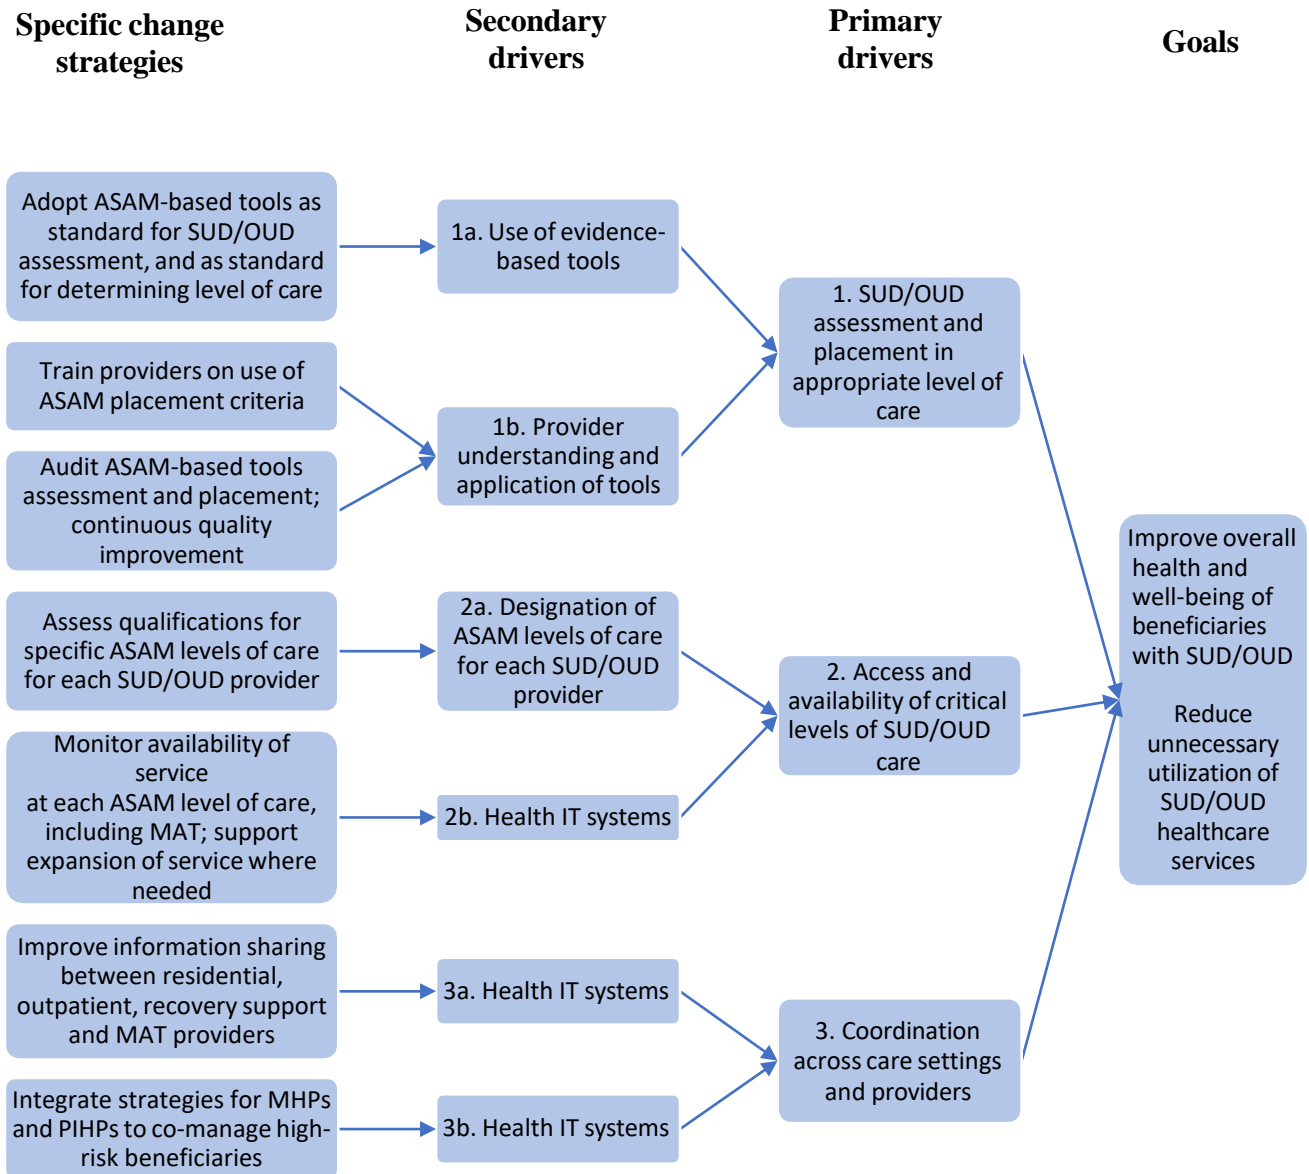 Specific change
strategies
Secondary
drivers
Primary
drivers
Goals
Adopt ASAM-based tools as
standard for SUD/OUD
assessment, and as standard
for determining level of care
Train providers on use of
ASAM placement criteria
Audit ASAM-based tools
assessment and placement;
continuous quality
improvement
Assess qualifications for
specific ASAM levels of care
for each SUD/OUD provider
Monitor availability of
service
at each ASAM level of care,
including MAT; support
expansion of service where
needed
Improve information sharing
between residential,
outpatient, recovery support
and MAT providers
Integrate strategies for MHPs
and PIHPs to co-manage high-
risk beneficiaries
1a. Use of evidence-
based tools
1b. Provider
understanding and
application of tools
2a. Designation of
ASAM levels of care
for each SUD/OUD
provider
2b. Health IT systems
3a. Health IT systems
3b. Health IT systems
1. SUD/OUD
assessment and
placement in
appropriate level of
care
2. Access and
availability of critical
levels of SUD/OUD
care
3. Coordination
across care settings
and providers
Improve overall
health and
well-being of
beneficiaries
with SUD/OUD
Reduce
unnecessary
utilization of
SUD/OUD
healthcare
services